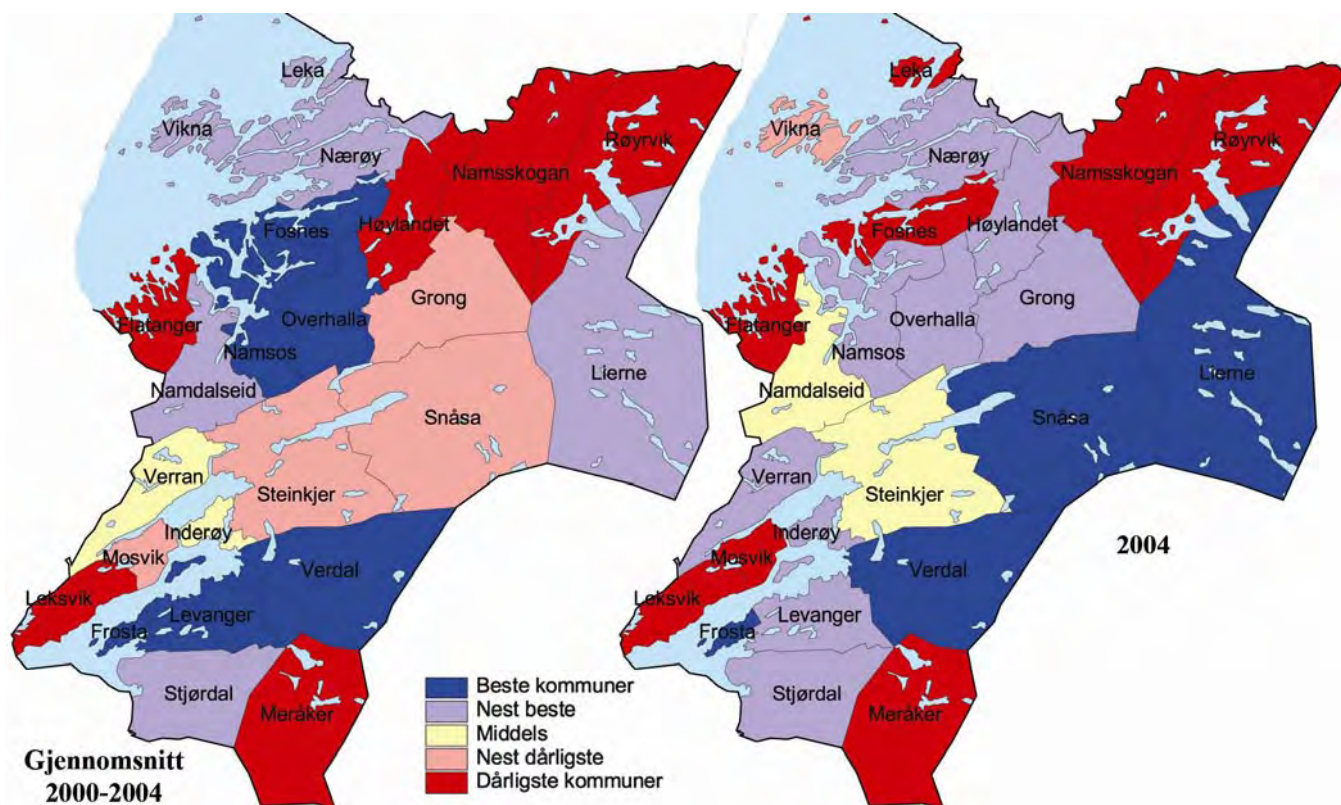 Leka
Vikna
Nærøy
Namsskogan
Røyrvik
Fosnes
Høylandet
Grong
Flatanger
Overhalla
Namsos
Namdalseid
Lierne
Snåsa
Verran
Steinkjer
Inderøy
Mosvik
Verdal
Leksvik
Levanger
Frosta
Stjørdal
Meråker
Gjennomsnitt
2000-2004
Beste kommuner
Nest beste
Middels
Nest dårligste
Dårligste kommuner
Leka
Vikna
Nærøy
Namsskogan
Røyrvik
Fosnes
Høylandet
Grong
Flatanger
Overhalla
Namsos
Namdalseid
Lierne
Snåsa
Verran
Steinkjer
Inderøy
Mosvik
Verdal
Leksvik
Levanger
Frosta
Stjørdal
Meråker
2004